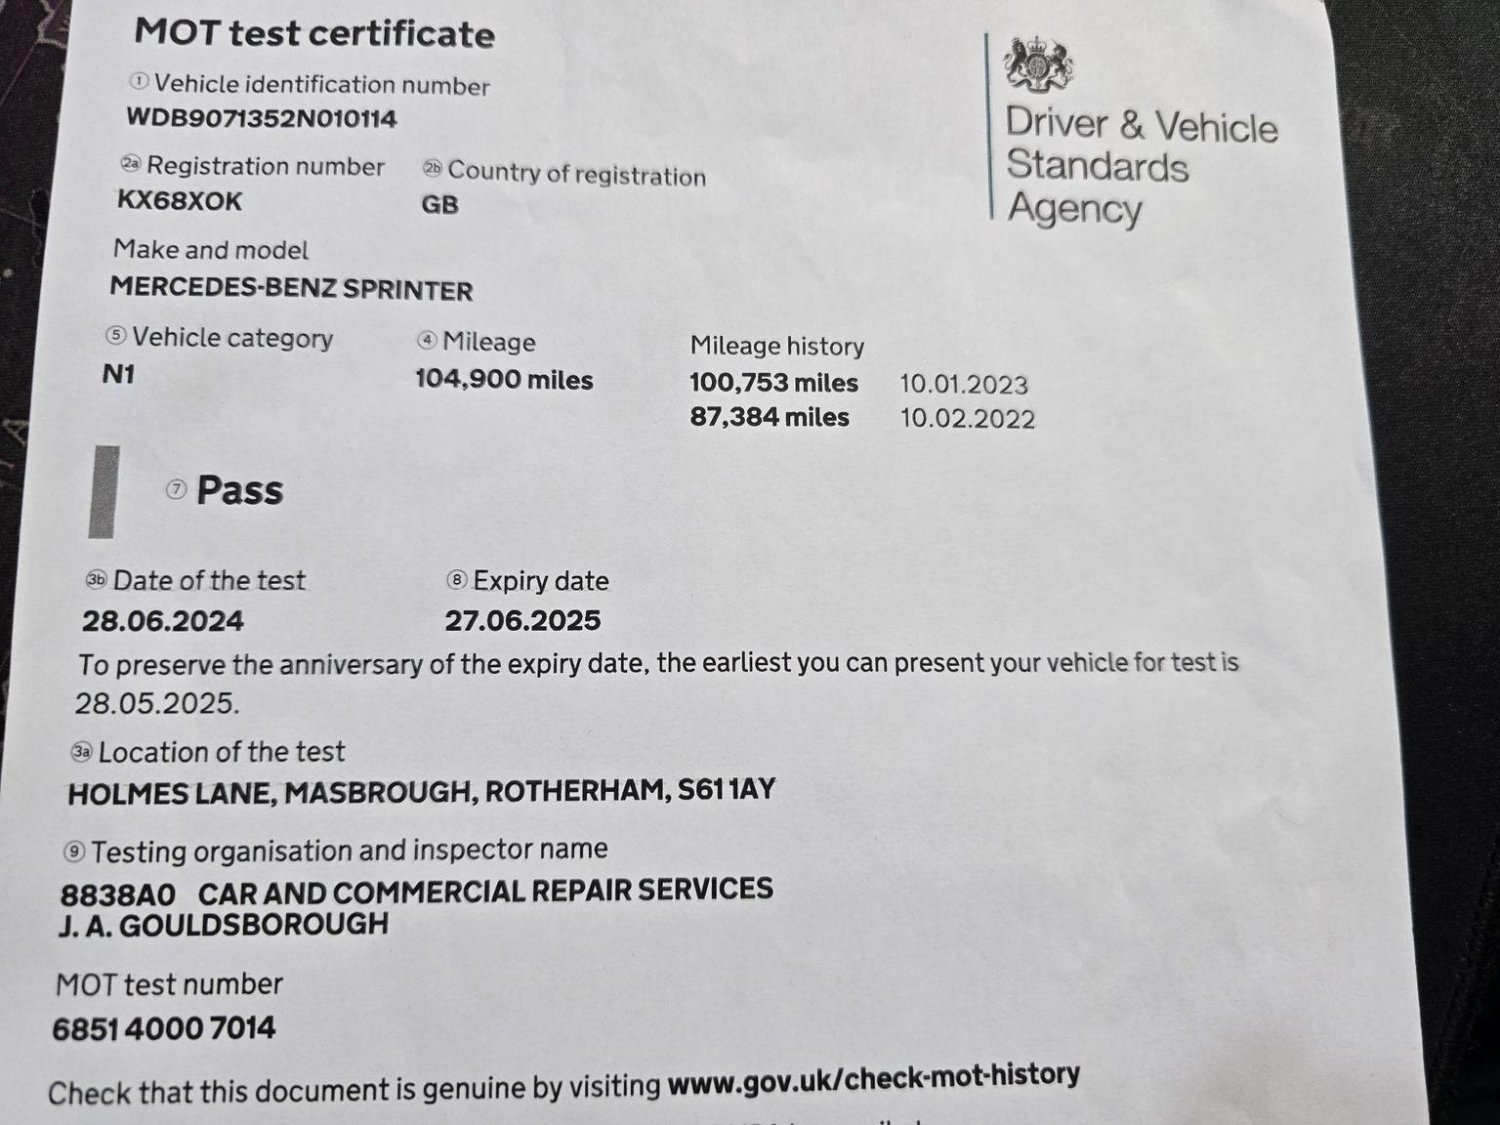 MOT test certificate
1 Vehicle identification number
WDB9071352N010114
Driver & Vehicle
Standards
Agency
2a Registration number 2b Country of registration
KX68XOK GB
Make and model
MERCEDES-BENZ SPRINTER
5 Vehicle category 4 Mileage Mileage history
N1 104,900 miles 100,753 miles 10.01.2023
87,384 miles 10.02.2022
7 Pass
3b Date of the test 8 Expiry date
28.06.2024 27.06.2025
To preserve the anniversary of the expiry date, the earliest you can present your vehicle for test is
28.05.2025.
3a Location of the test
HOLMES LANE, MASBROUGH, ROTHERHAM, S61 1AY
9 Testing organisation and inspector name
8838A0 CAR AND COMMERCIAL REPAIR SERVICES
J. A. GOULDSBOROUGH
MOT test number
6851 4000 7014
Check that this document is genuine by visiting www.gov.uk/check-mot-history